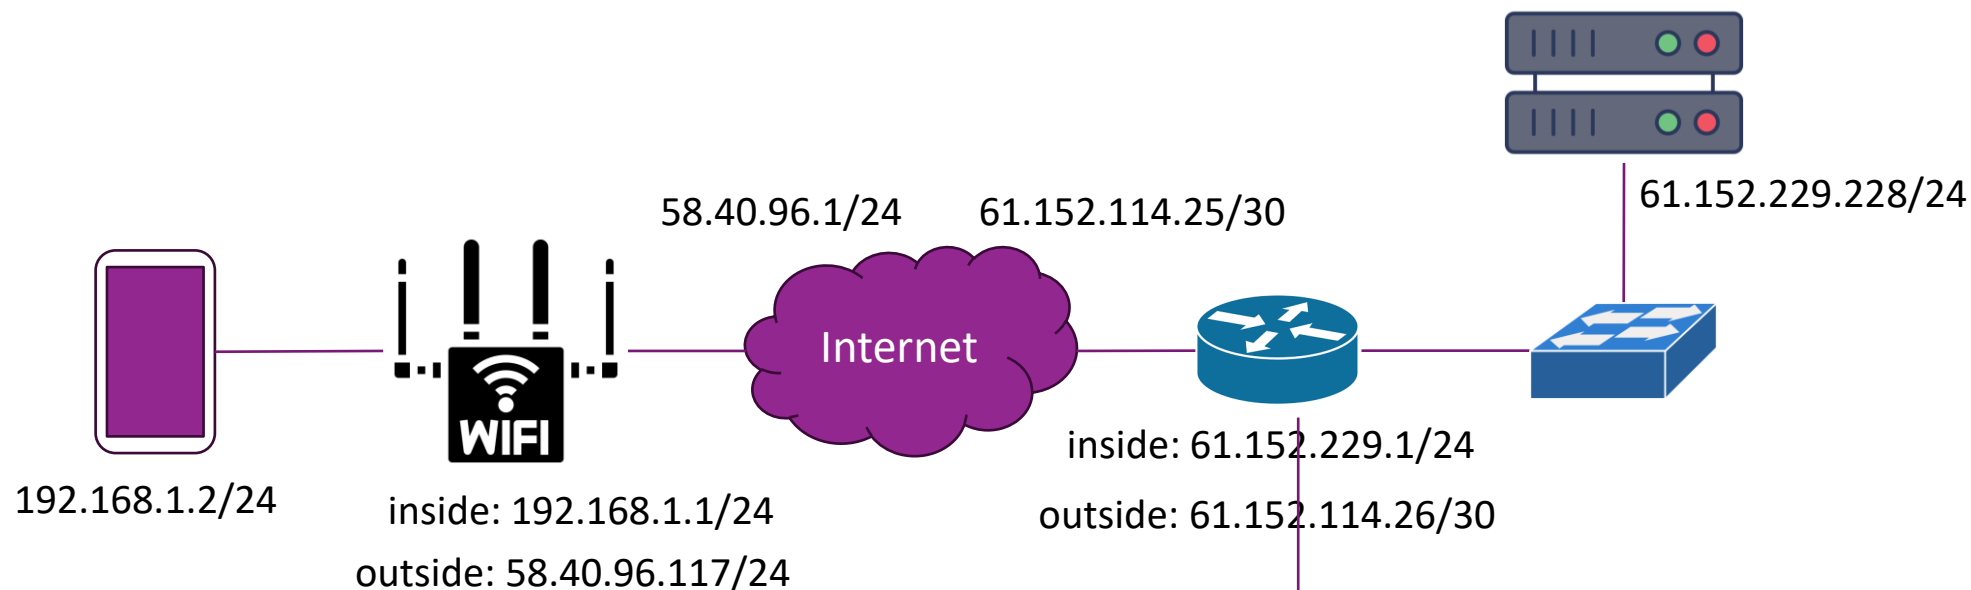 61.152.229.228/24
58.40.96.1/24
61.152.114.25/30
Internet
WIFI
inside: 61.152.229.1/24
outside: 61.152.114.26/30
192.168.1.2/24
inside: 192.168.1.1/24
outside: 58.40.96.117/24